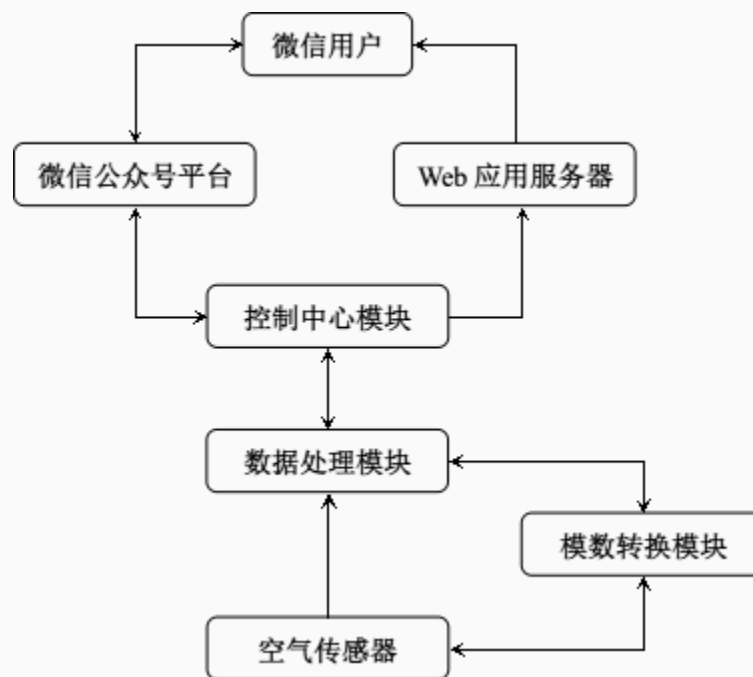 微信用户
微信公众号平台
Web 应用服务器
控制中心模块
数据处理模块
模数转换模块
空气传感器